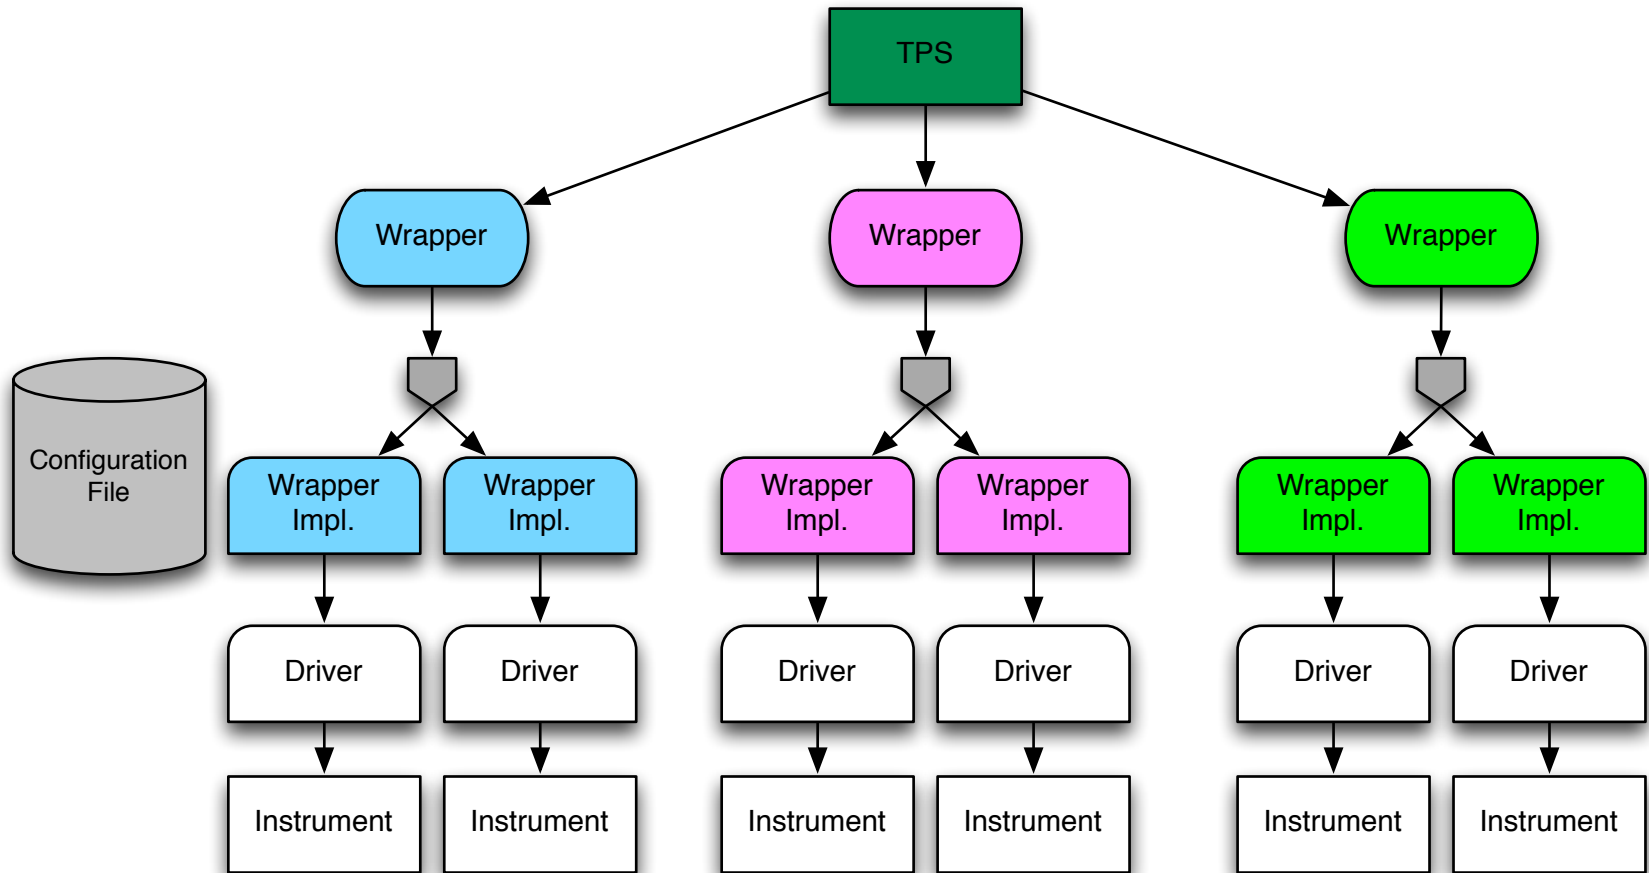 TPS
Wrapper
Wrapper
Wrapper
Configuration
File
Wrapper
Impl.
Wrapper
Impl.
Wrapper
Impl.
Wrapper
Impl.
Wrapper
Impl.
Wrapper
Impl.
Driver
Driver
Driver
Driver
Driver
Driver
Instrument
Instrument
Instrument
Instrument
Instrument
Instrument